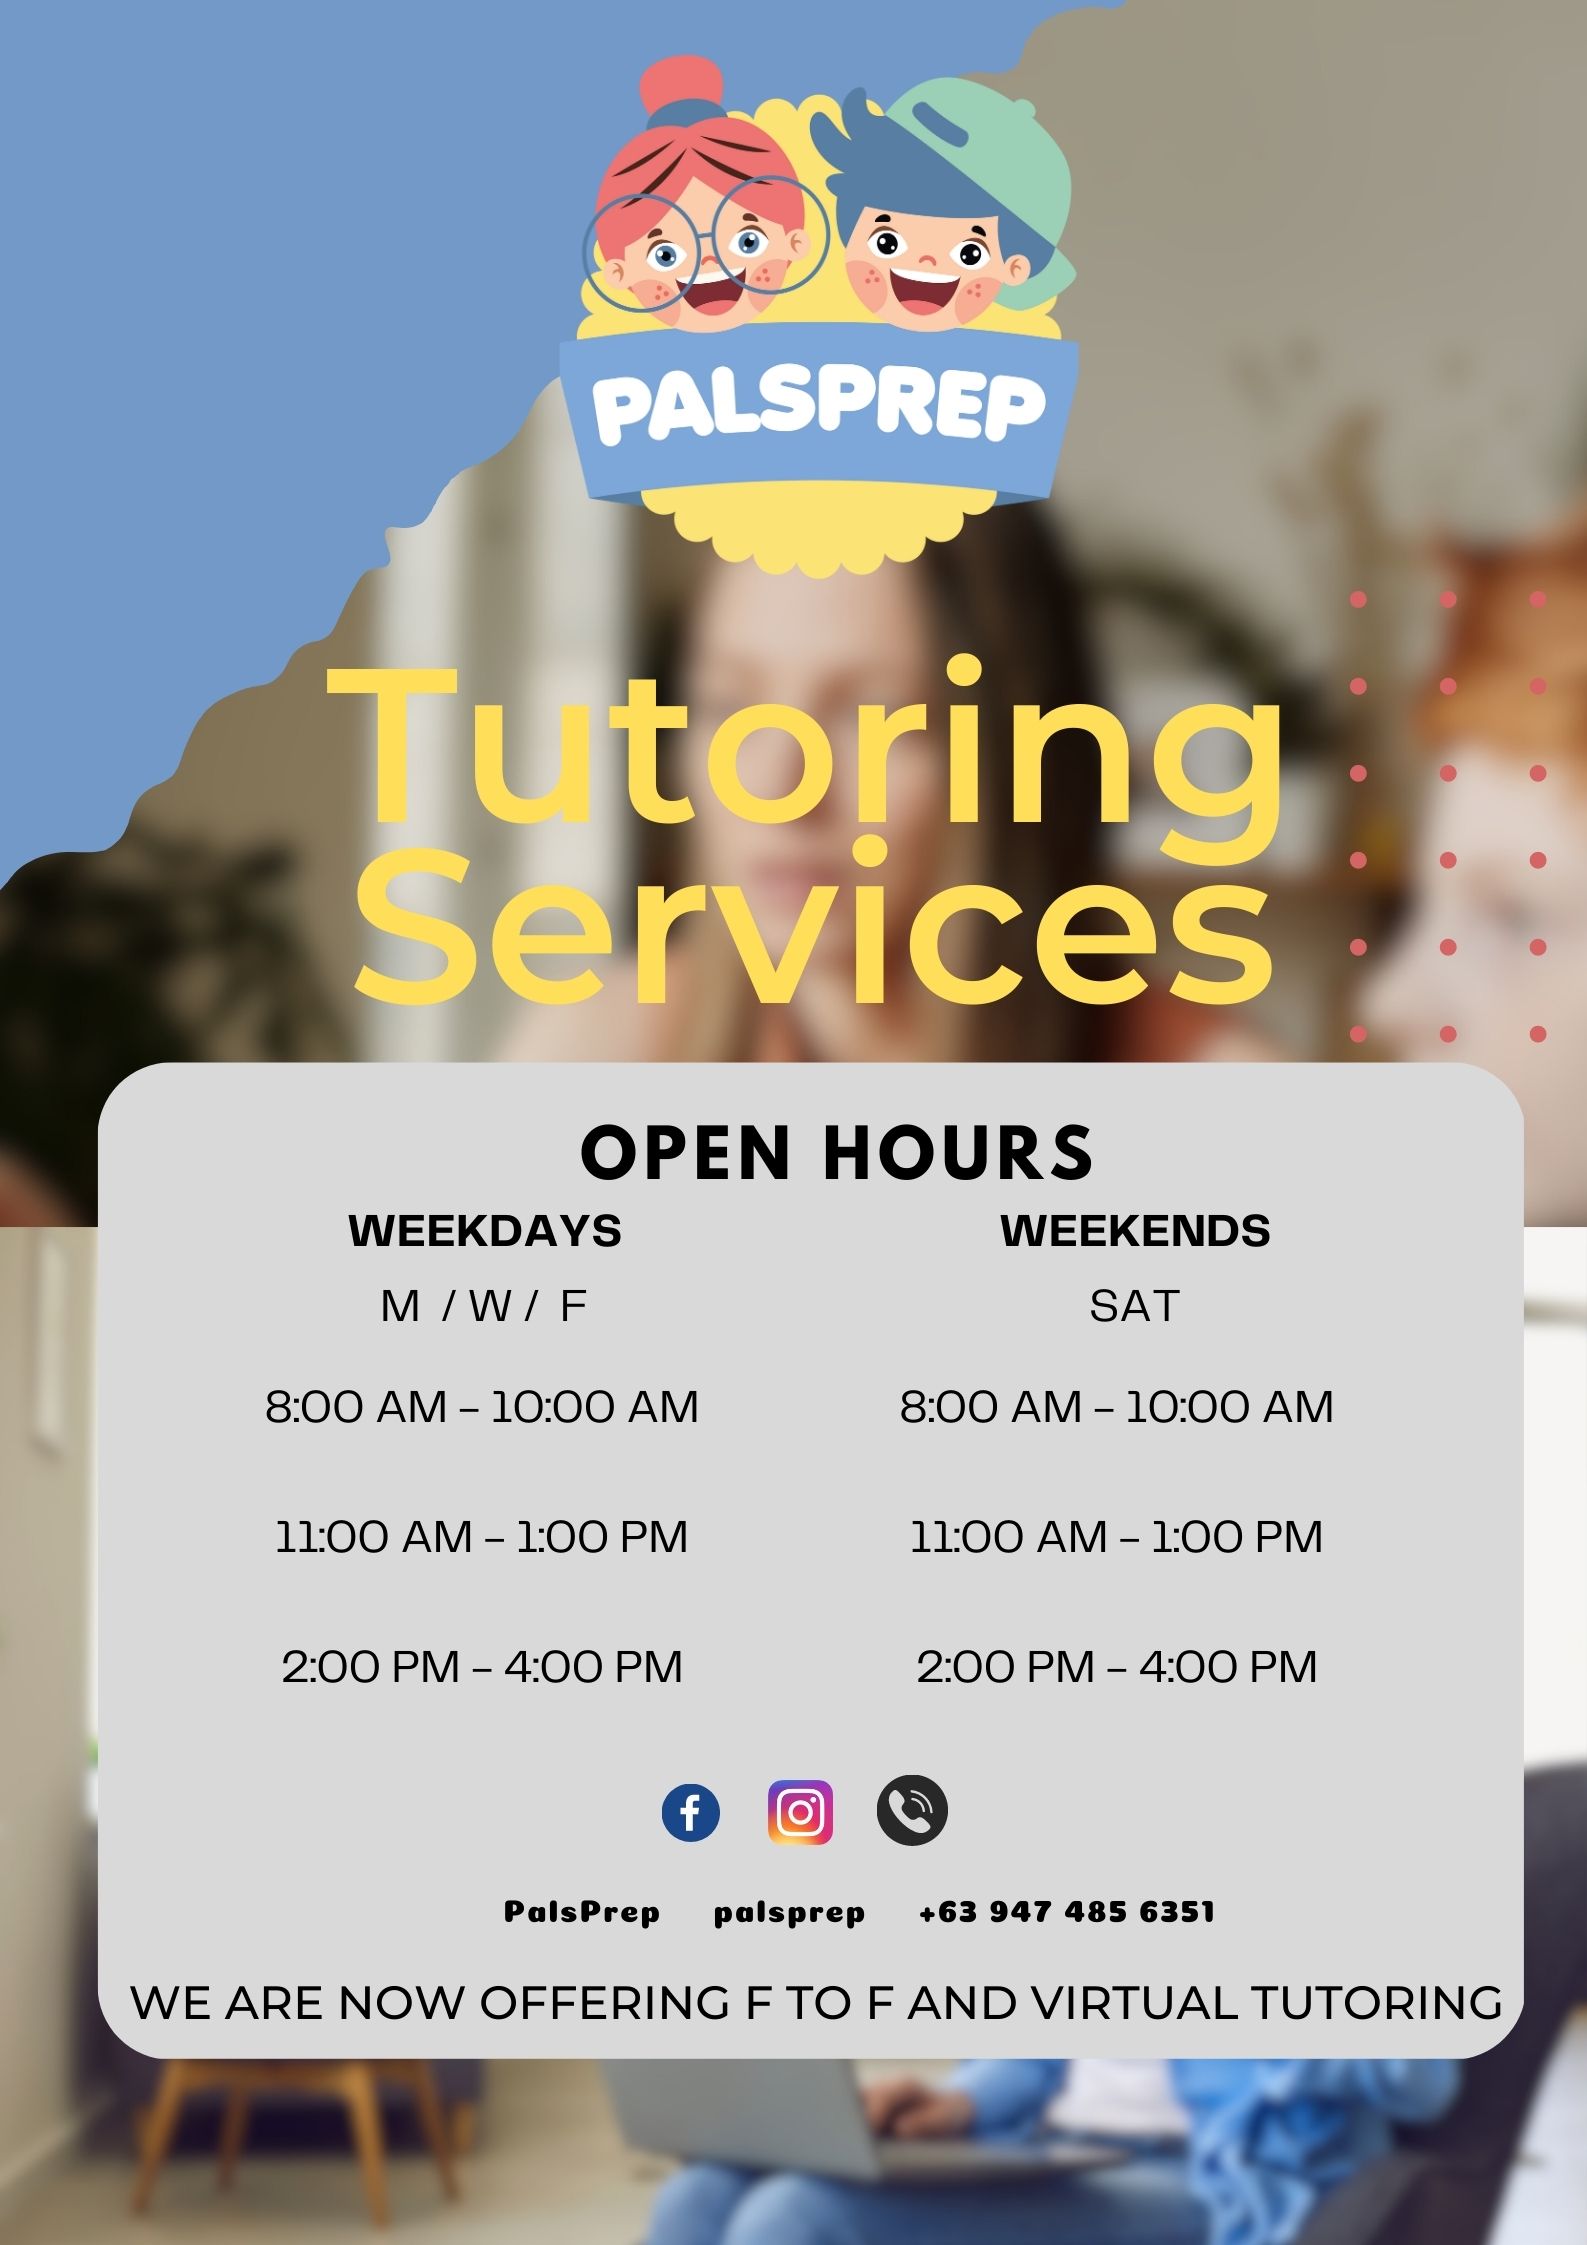 PALSPREP
Tutoring
Services
OPEN HOURS
WEEKDAYS
M / W / F
8:00 AM – 10:00 AM
11:00 AM – 1:00 PM
2:00 PM – 4:00 PM
WEEKENDS
SAT
8:00 AM – 10:00 AM
11:00 AM – 1:00 PM
2:00 PM – 4:00 PM
PalsPrep palsprep +63 947 485 6351
WE ARE NOW OFFERING F TO F AND VIRTUAL TUTORING